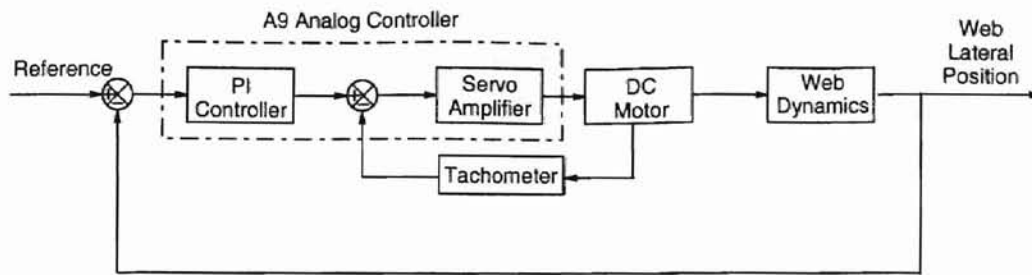 A9 Analog Controller
Web
Lateral
Position
Reference
PI
Controller
Servo
Amplifier
DC
Motor
Web
Dynamics
Tachometer